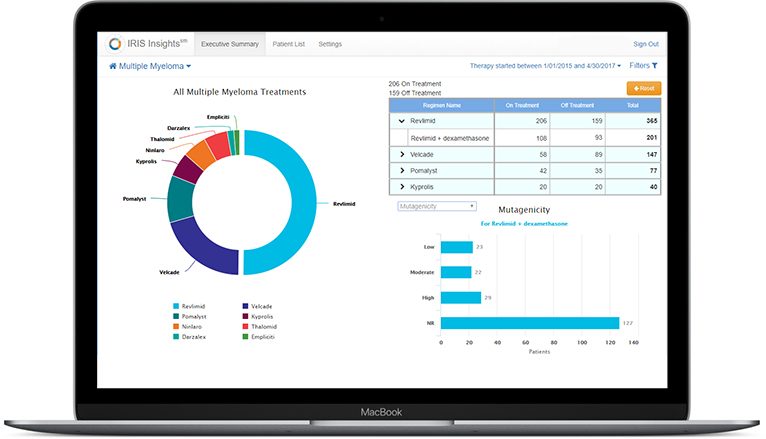 IRIS Insights℠ Executive Summary Patient List Settings Sign Out
Multiple Myeloma Therapy started between 1/01/2015 and 4/30/2017 Filters
All Multiple Myeloma Treatments
Empliciti
Darzalex
Thalomid
Ninlaro
Kyprolis
Pomalyst
Revlimid
Velcade
Revlimid Velcade
Pomalyst Kyprolis
Ninlaro Thalomid
Darzalex Empliciti
206 On Treatment
159 Off Treatment
Reset
Regimen Name On Treatment Off Treatment Total
Revlimid 206 159 365
Revlimid + dexamethasone 108 93 201
Velcade 58 89 147
Pomalyst 42 35 77
Kyprolis 20 20 40
Mutagenicity
Mutagenicity
For Revlimid + dexamethasone
Low 23
Moderate 22
High 29
NR 127
0 20 40 60 80 100 120 140
Patients
MacBook